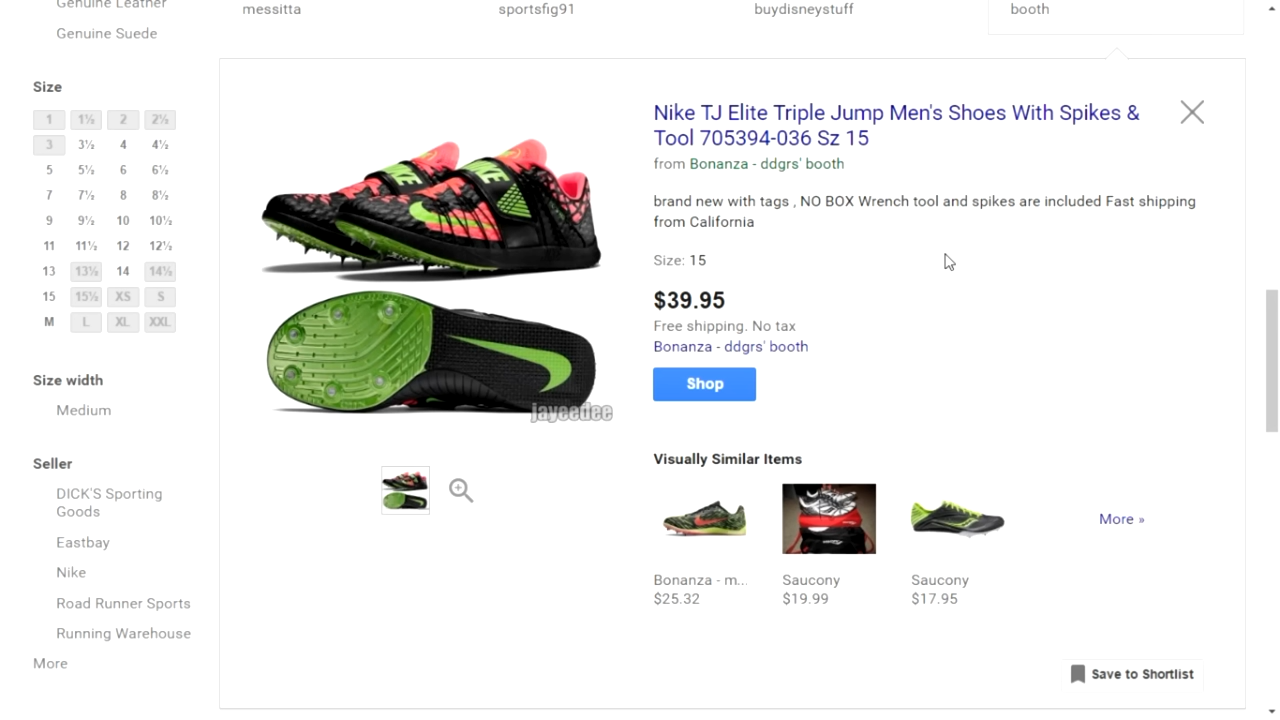 Genuine Leather
messitta
sportsfig91
buydisneystuff
booth
Genuine Suede
Size
1 1½ 2 2½
3 3½ 4 4½
5 5½ 6 6½
7 7½ 8 8½
9 9½ 10 10½
11 11½ 12 12½
13 13½ 14 14½
15 15½ XS S
M L XL XXL
Size width
Medium
Seller
DICK'S Sporting
Goods
Eastbay
Nike
Road Runner Sports
Running Warehouse
More
NIKE
NIKE
jayeedee
Nike TJ Elite Triple Jump Men's Shoes With Spikes &
Tool 705394-036 Sz 15
from Bonanza - ddgrs' booth
brand new with tags , NO BOX Wrench tool and spikes are included Fast shipping
from California
Size: 15
$39.95
Free shipping. No tax
Bonanza - ddgrs' booth
Shop
Visually Similar Items
More »
Bonanza - m...
$25.32
Saucony
$19.99
Saucony
$17.95
Save to Shortlist